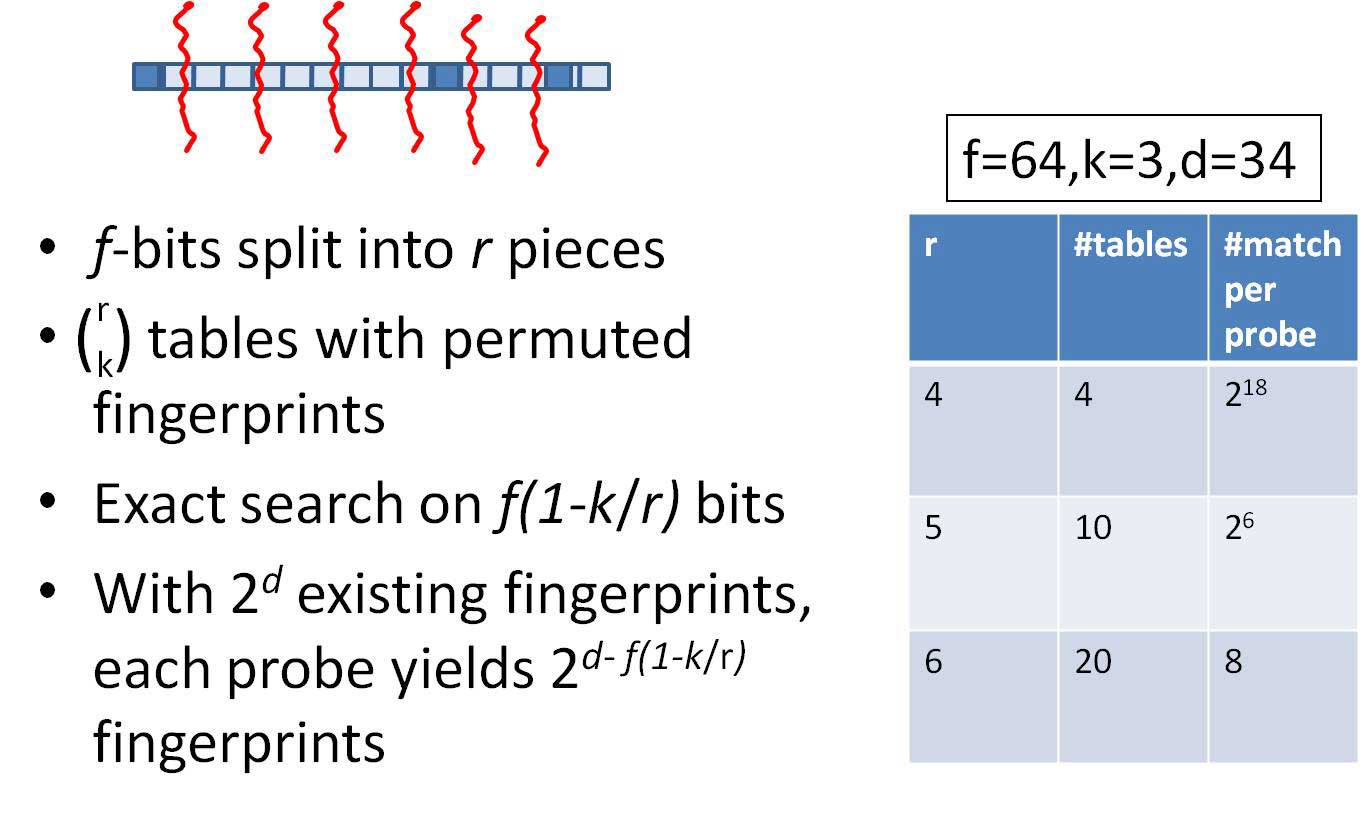 f=64,k=3,d=34
• f-bits split into r pieces
• (r k) tables with permuted
fingerprints
• Exact search on f(1-k/r) bits
• With 2^d existing fingerprints,
each probe yields 2^d- f(1-k/r)
fingerprints
r #tables #match
per
probe
4 4 2^18
5 10 2^6
6 20 8